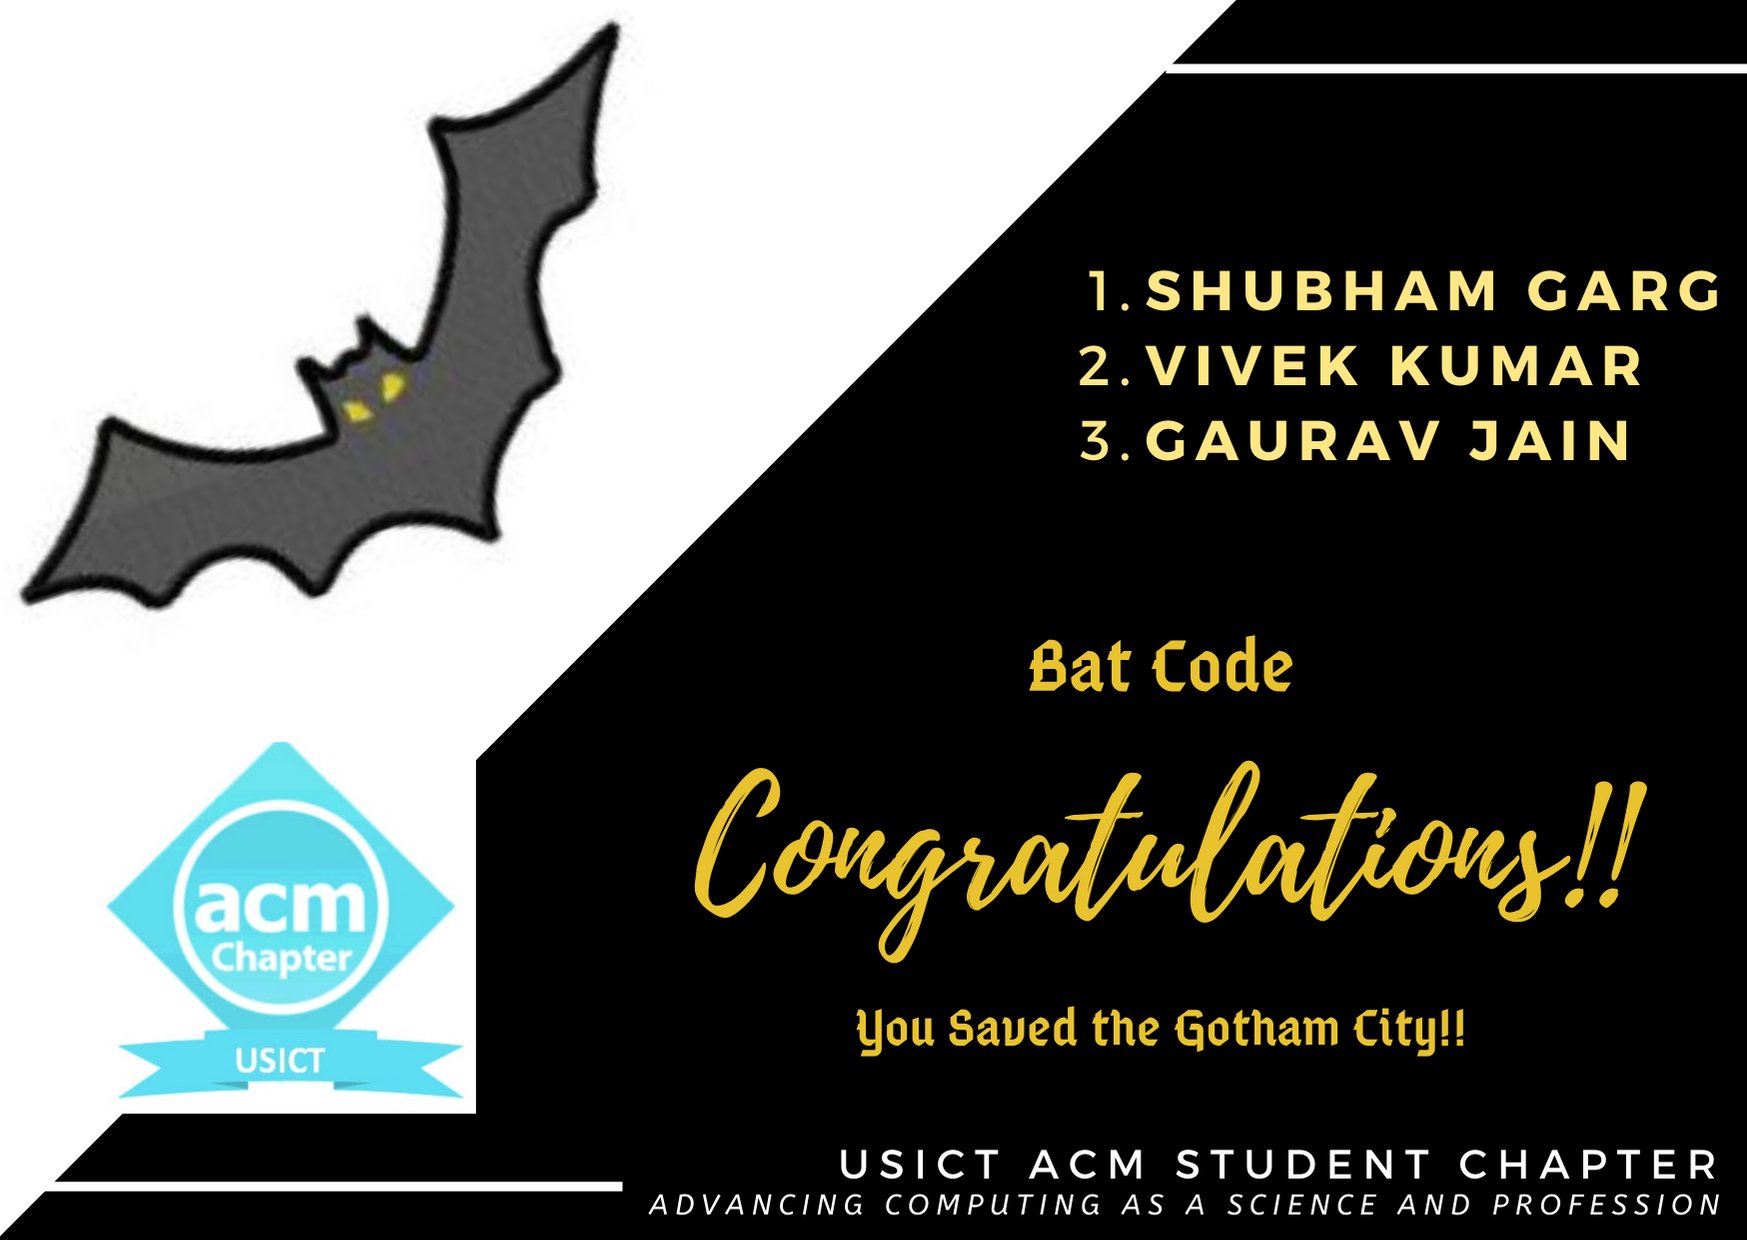 1. SHUBHAM GARG
2. VIVEK KUMAR
3. GAURAV JAIN
Bat Code
Congratulations!!
You Saved the Gotham City!!
acm
Chapter
USICT
USICT ACM STUDENT CHAPTER
ADVANCING COMPUTING AS A SCIENCE AND PROFESSION